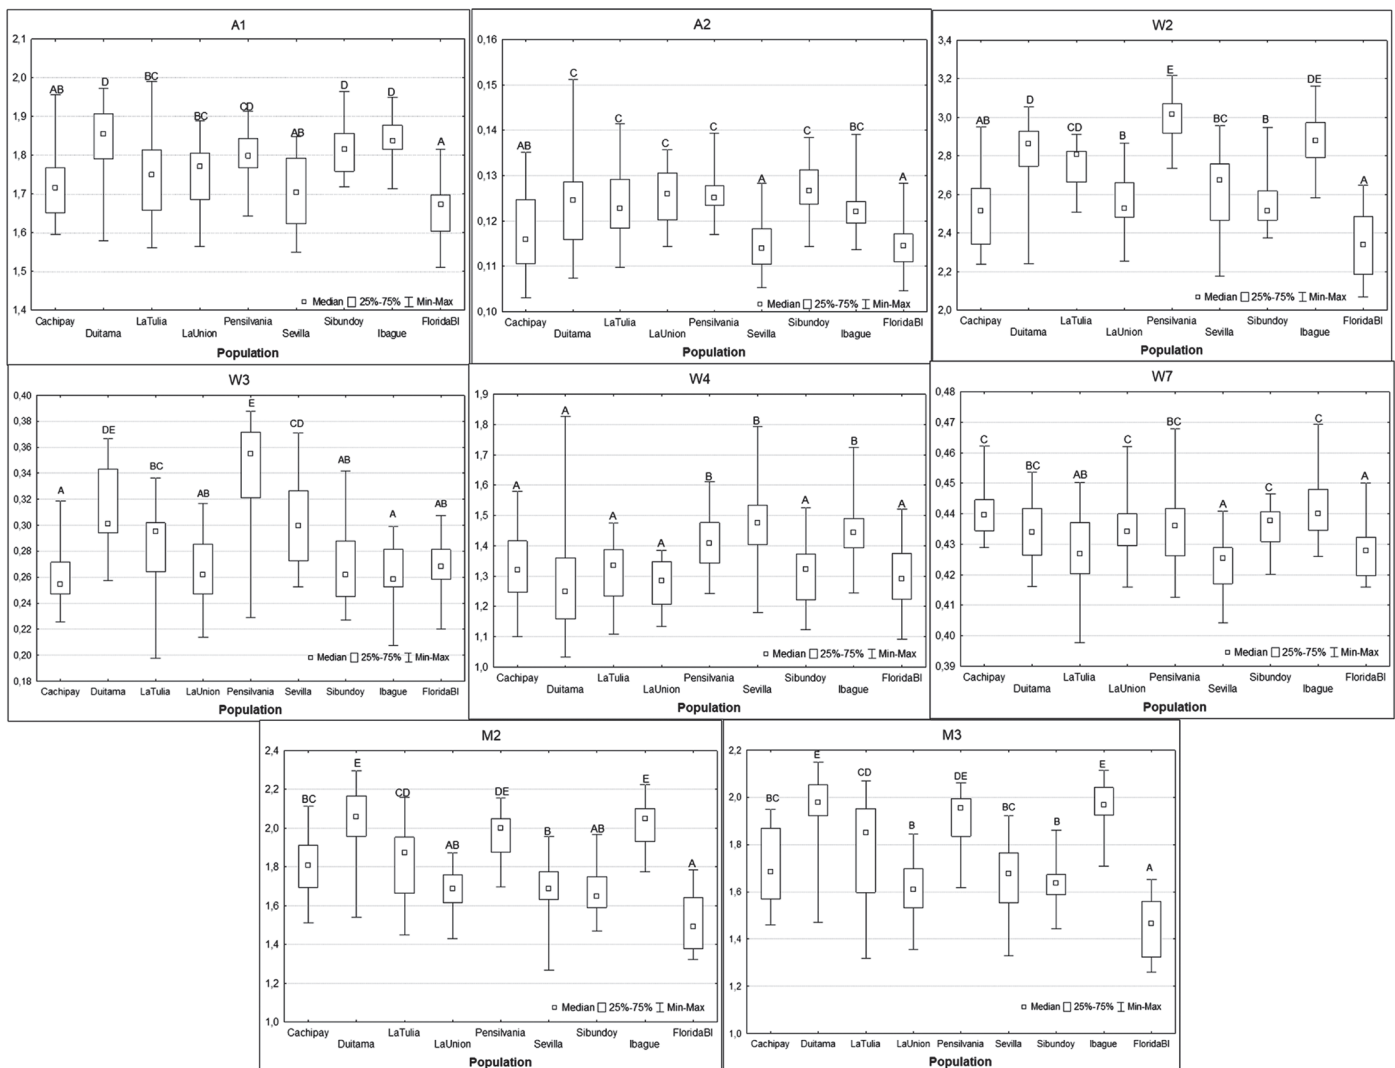 A1
2,1
2,0
1,9
1,8
1,7
1,6
1,5
1,4
AB D BC BC CD AB D D A
Median 25%-75% Min-Max
Cachipay LaTulia Pensilvania Sibundoy FloridaBl
Duitama LaUnion Sevilla Ibague
Population
A2
0,16
0,15
0,14
0,13
0,12
0,11
0,10
AB C C C C A C BC A
Median 25%-75% Min-Max
Cachipay LaTulia Pensilvania Sibundoy FloridaBl
Duitama LaUnion Sevilla Ibague
Population
W2
3,4
3,2
3,0
2,8
2,6
2,4
2,2
2,0
AB D CD B E BC B DE A
Median 25%-75% Min-Max
Cachipay LaTulia Pensilvania Sibundoy FloridaBl
Duitama LaUnion Sevilla Ibague
Population
W3
0,40
0,38
0,36
0,34
0,32
0,30
0,28
0,26
0,24
0,22
0,20
0,18
A DE BC AB E CD AB A AB
Median 25%-75% Min-Max
Cachipay Duitama LaTulia LaUnion Pensilvania Sevilla Sibundoy Ibague FloridaBl
Population
W4
1,9
1,8
1,7
1,6
1,5
1,4
1,3
1,2
1,1
1,0
A A A A B B A B A
Median 25%-75% Min-Max
Cachipay LaTulia Pensilvania Sibundoy FloridaBl
Duitama LaUnion Sevilla Ibague
Population
W7
0,48
0,47
0,46
0,45
0,44
0,43
0,42
0,41
0,40
0,39
C BC AB C BC A C C A
Median 25%-75% Min-Max
Cachipay LaTulia Pensilvania Sibundoy FloridaBl
Duitama LaUnion Sevilla Ibague
Population
M2
2,4
2,2
2,0
1,8
1,6
1,4
1,2
1,0
BC E CD AB DE B AB E A
Median 25%-75% Min-Max
Cachipay LaTulia Pensilvania Sibundoy FloridaBl
Duitama LaUnion Sevilla Ibague
Population
M3
2,2
2,0
1,8
1,6
1,4
1,2
1,0
BC E CD B DE BC B E A
Median 25%-75% Min-Max
Cachipay Duitama LaTulia LaUnion Pensilvania Sevilla Sibundoy Ibague FloridaBl
Population